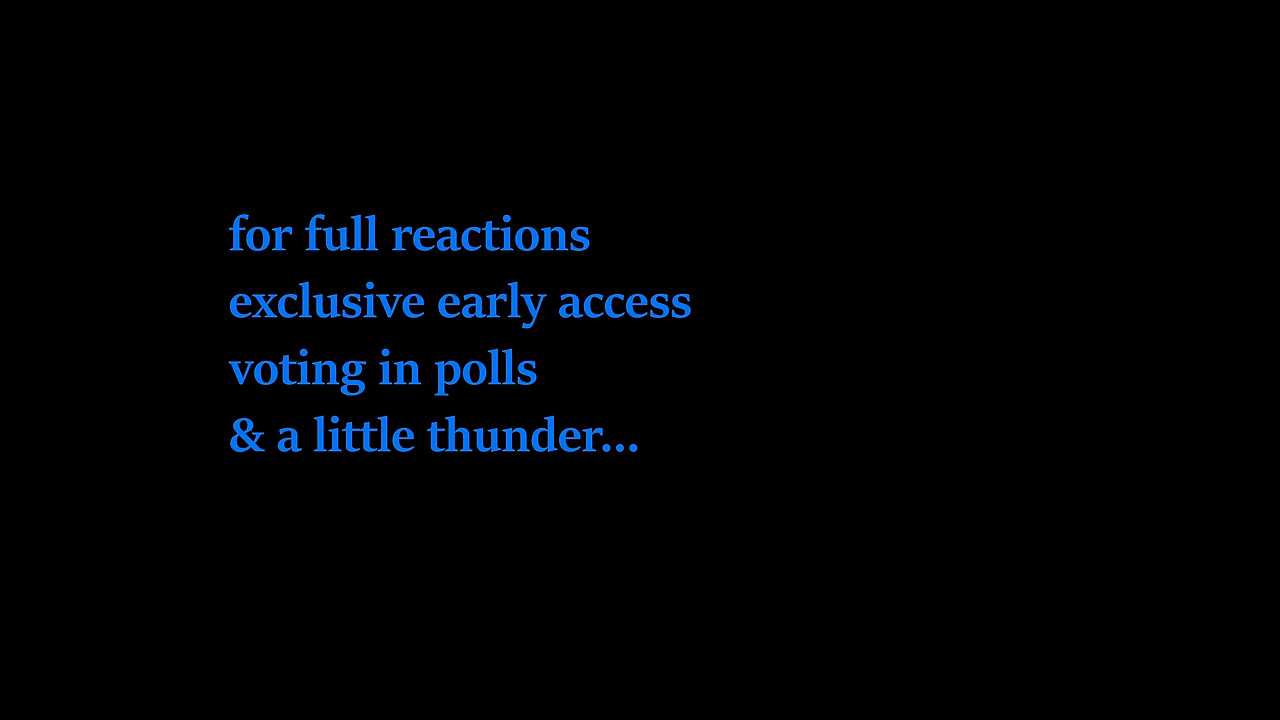 for full reactions
exclusive early access
voting in polls
& a little thunder...